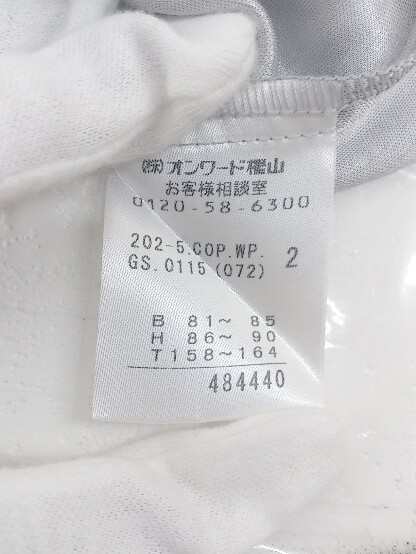 (株)オンワード樫山
お客様相談室
0120-58-6300
202-5.COP.WP. 2
GS.0115(072)
B 81～ 85
H 86～ 90
T158～164
484440